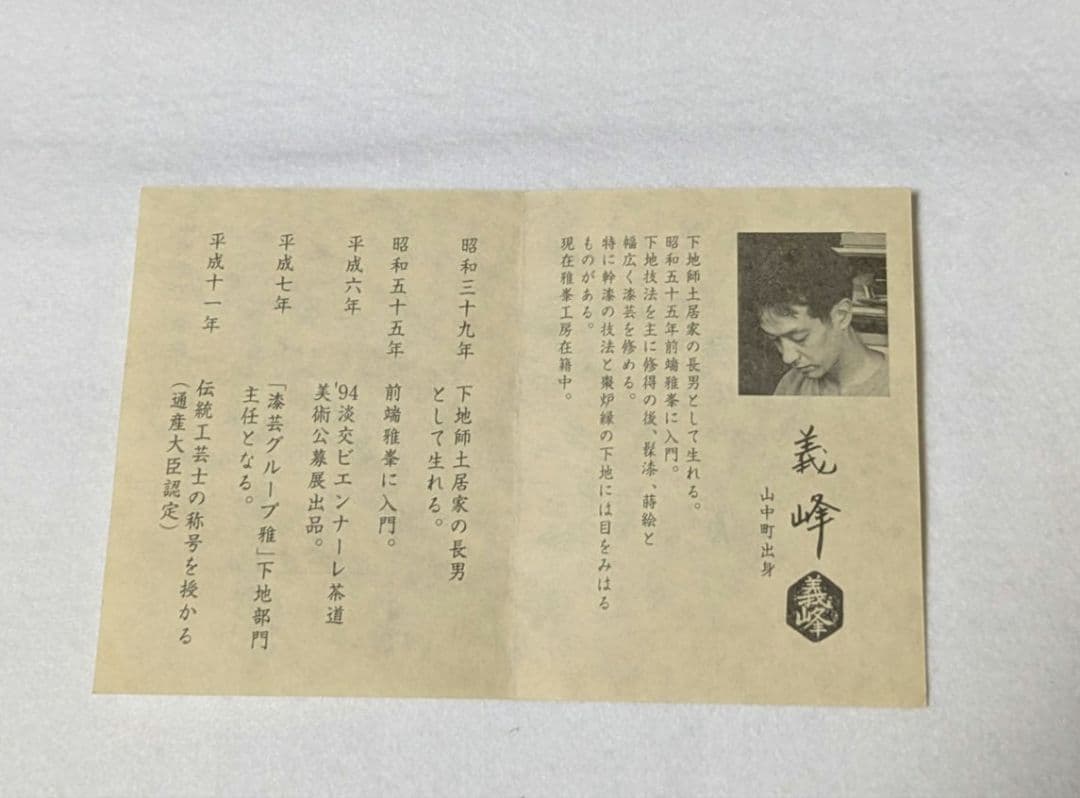 義峰
義峰
山中町出身
下地師土居家の長男として生れる。
昭和五十五年前端雅峯に入門。
下地技法を主に修得の後、髹漆、蒔絵と
幅広く漆芸を修める。
特に幹漆の技法と棗炉縁の下地には目をみはる
ものがある。
現在雅峯工房在籍中。
昭和三十九年 下地師土居家の長男
として生れる。
昭和五十五年 前端雅峯に入門。
平成六年 '94淡交ビエンナーレ茶道
美術公募展出品。
平成七年 「漆芸グループ雅」下地部門
主任となる。
平成十一年 伝統工芸士の称号を授かる
(通産大臣認定)